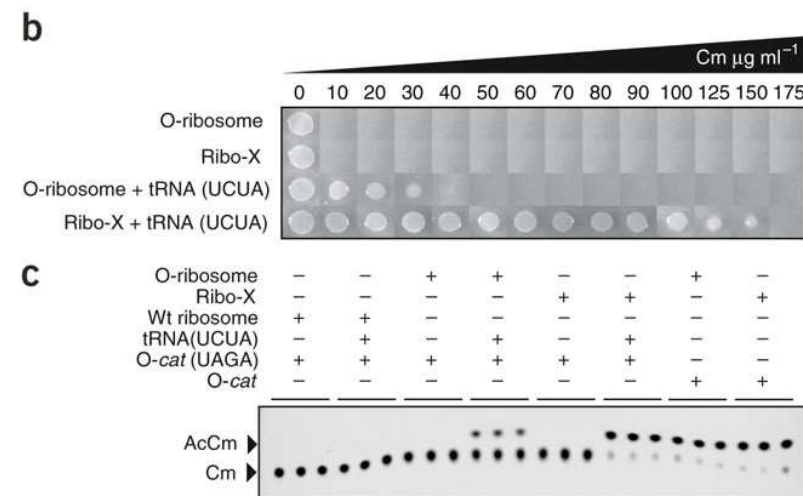 b
Cm µg ml⁻¹
0 10 20 30 40 50 60 70 80 90 100 125 150 175
O-ribosome
Ribo-X
O-ribosome + tRNA (UCUA)
Ribo-X + tRNA (UCUA)
c
O-ribosome − − + + − − + −
Ribo-X − − − − + + − +
Wt ribosome + + − − − − − −
tRNA(UCUA) − + − + − + − −
O-cat (UAGA) + + + + + + − −
O-cat − − − − − − + +
AcCm
Cm